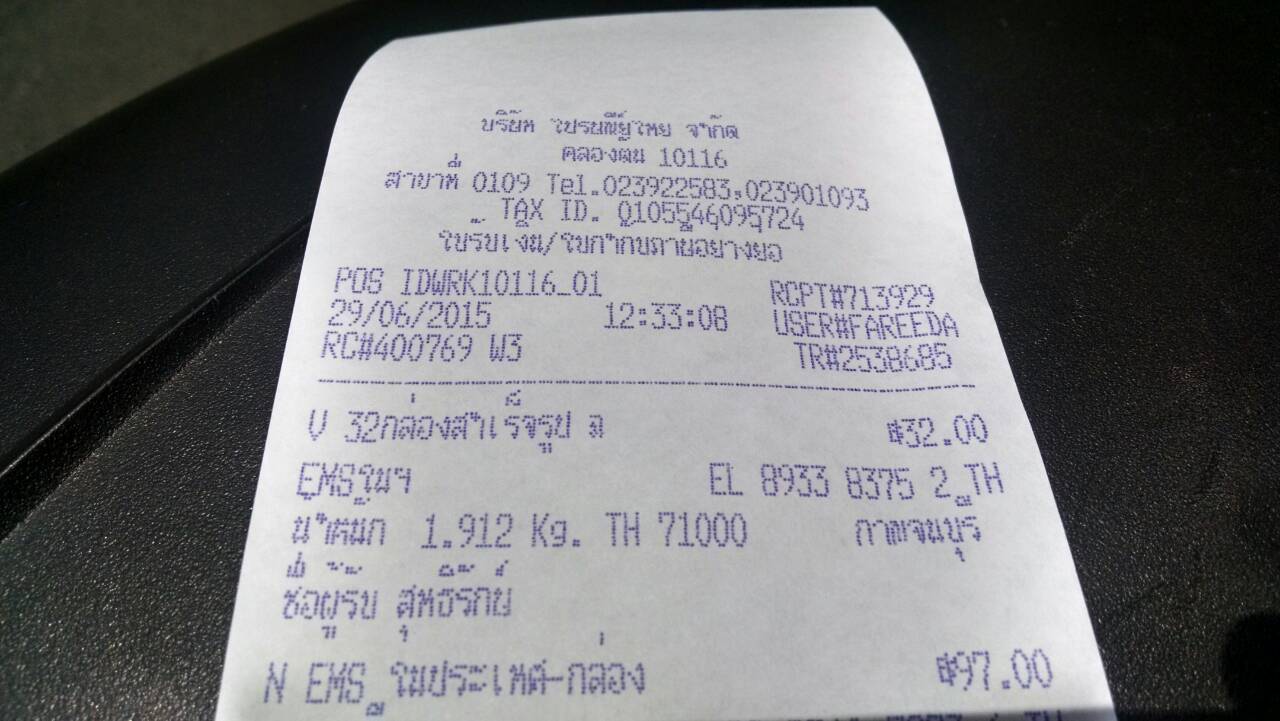 บริษัท ไปรษณีย์ไทย จำกัด
คลองตัน 10116
สาขาที่ 0109 Tel.023922583,023901093
TAX ID. 0105546095724
ใบรับเงิน/ใบกำกับภาษีอย่างย่อ
POS IDWRK10116_01 RCPT#713929
29/06/2015 12:33:08 USER#FAREEDA
RC#400769 W3 TR#2538685
V 32กล่องสำเร็จรูป ฉ ฿32.00
EMSในฯ EL 8933 8375 2 TH
น้ำหนัก 1.912 Kg. TH 71000 กาญจนบุรี
ชื่อผู้รับ สุทธิรักษ์
N EMS ในประเทศ-กล่อง ฿97.00